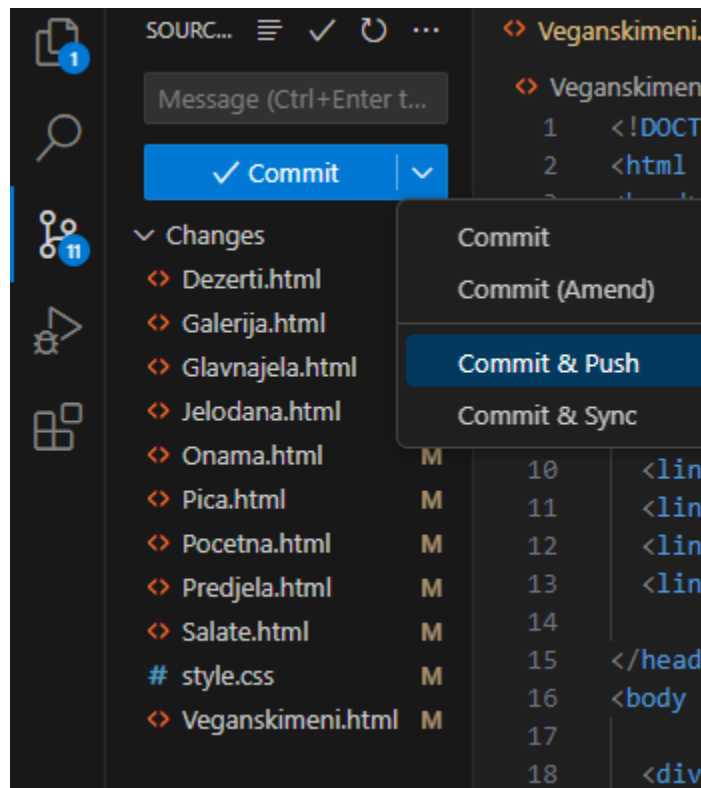 SOURC...
Message (Ctrl+Enter t...
Commit
Changes
Dezerti.html
Galerija.html
Glavnajela.html
Jelodana.html
Onama.html M
Pica.html M
Pocetna.html M
Predjela.html M
Salate.html M
# style.css M
Veganskimeni.html M
1
11
Commit
Commit (Amend)
Commit & Push
Commit & Sync
Veganskimeni.
Veganskimen
1 <!DOCT
2 <html
10 <lin
11 <lin
12 <lin
13 <lin
14
15 </head
16 <body
17
18 <div